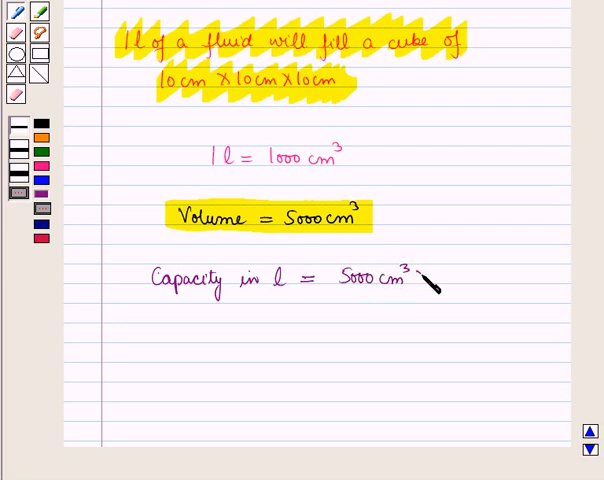 1l of a fluid will fill a cube of
10cm × 10cm × 10cm
1 l = 1000 cm³
Volume = 5000 cm³
Capacity in l = 5000 cm³